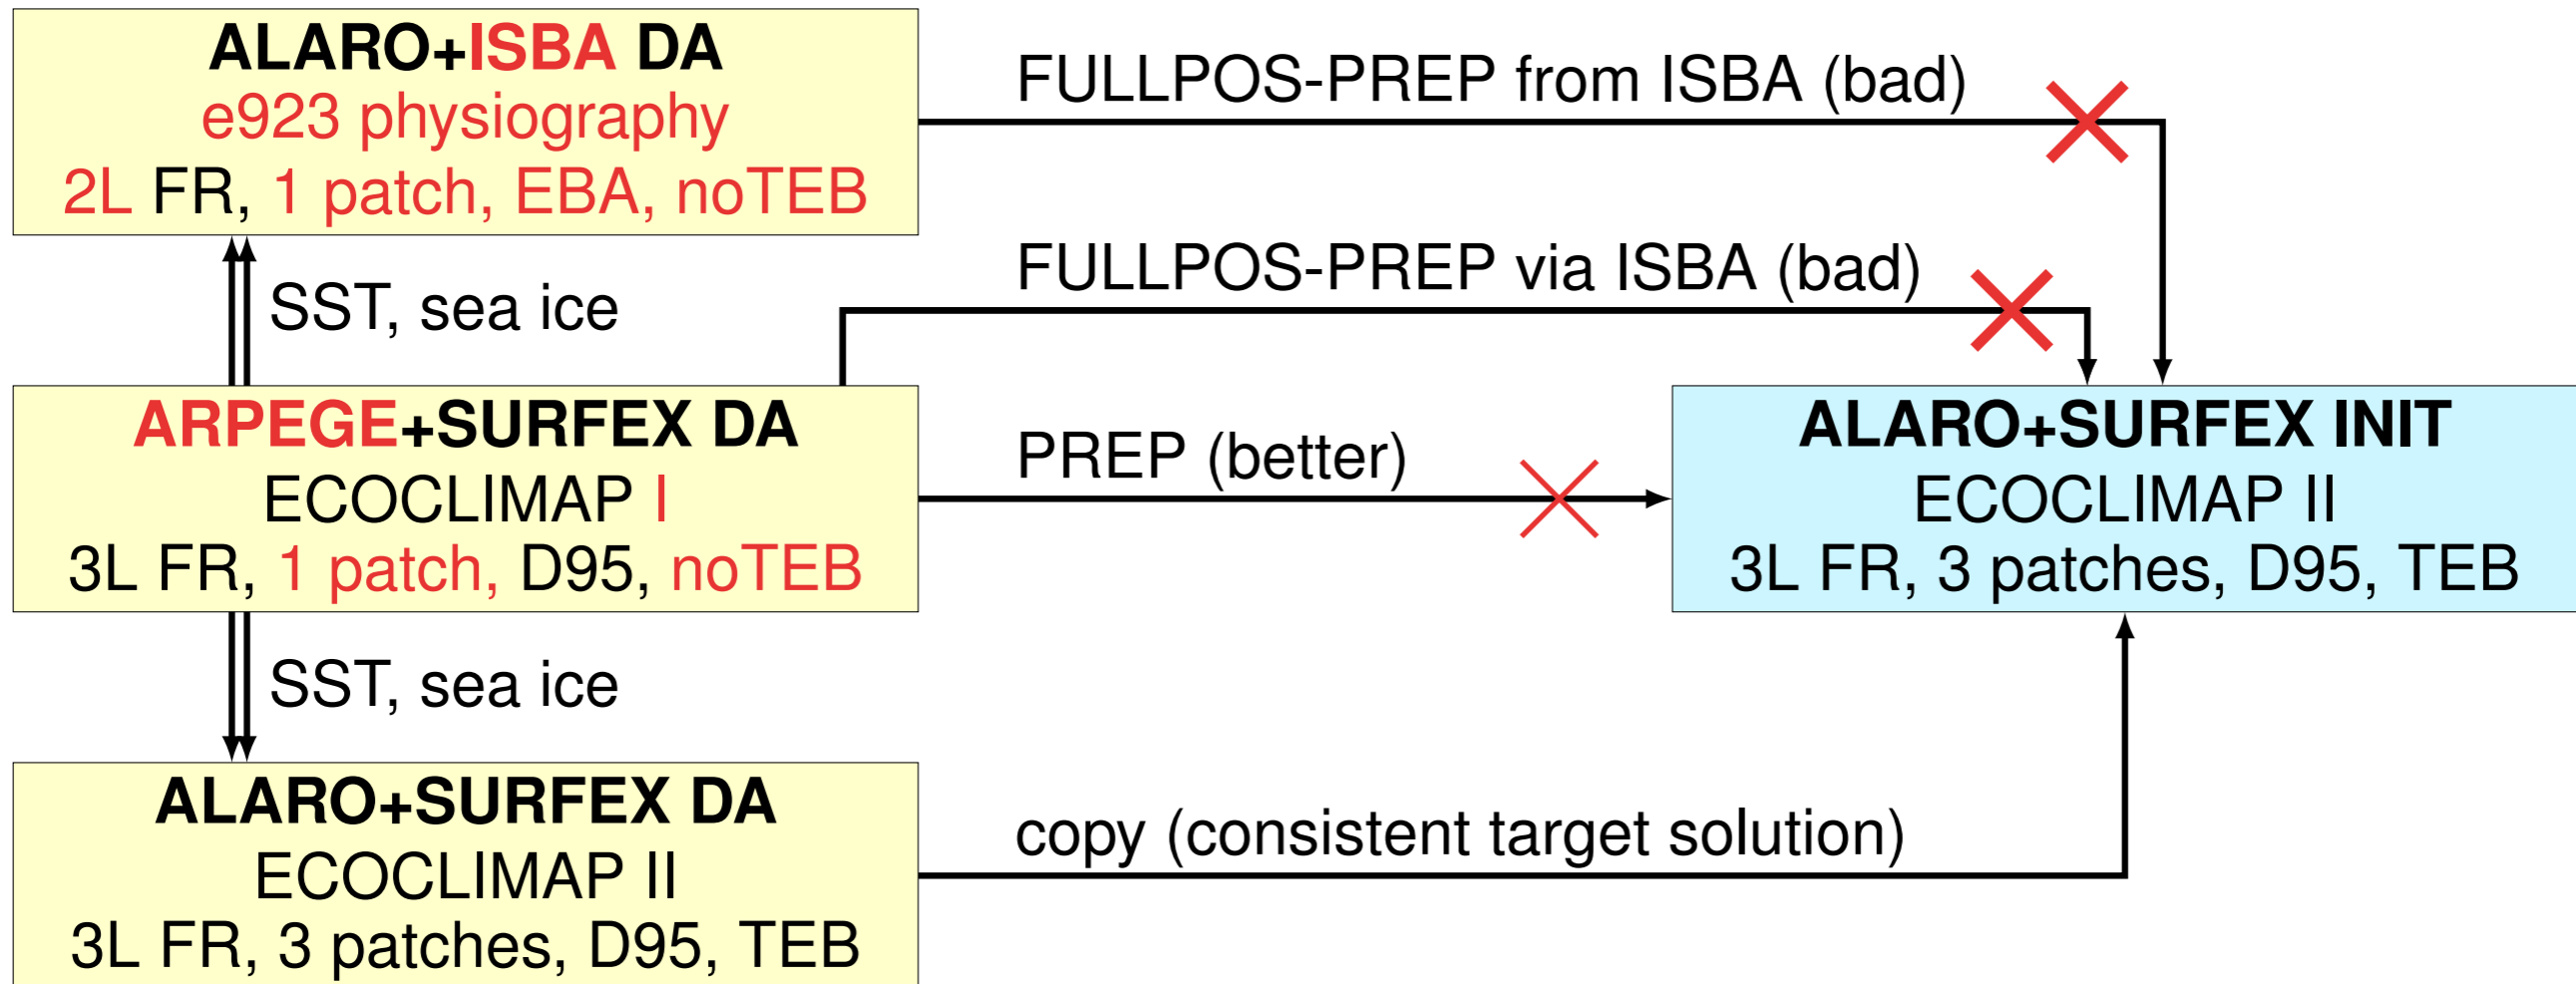 ALARO+ISBA DA
e923 physiography
2L FR, 1 patch, EBA, noTEB
FULLPOS-PREP from ISBA (bad)
SST, sea ice
FULLPOS-PREP via ISBA (bad)
ARPEGE+SURFEX DA
ECOCLIMAP I
3L FR, 1 patch, D95, noTEB
PREP (better)
ALARO+SURFEX INIT
ECOCLIMAP II
3L FR, 3 patches, D95, TEB
SST, sea ice
ALARO+SURFEX DA
ECOCLIMAP II
3L FR, 3 patches, D95, TEB
copy (consistent target solution)